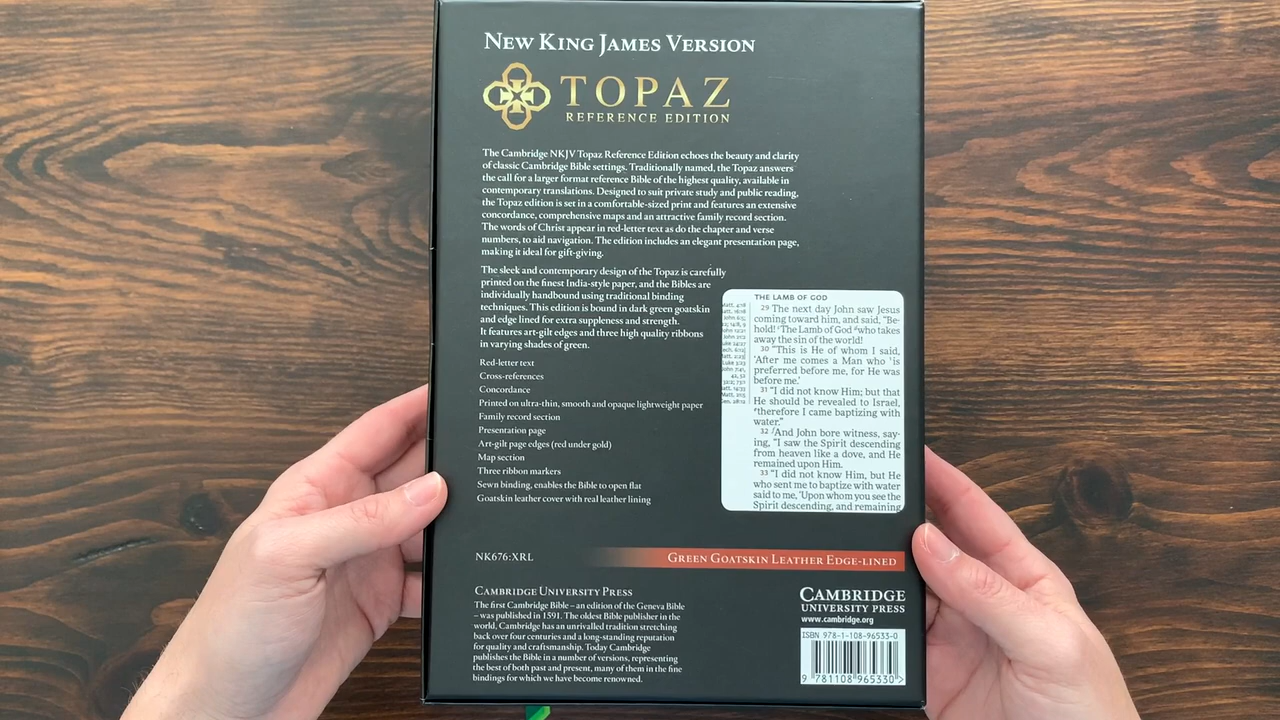 NEW KING JAMES VERSION
TOPAZ
REFERENCE EDITION
The Cambridge NKJV Topaz Reference Edition echoes the beauty and clarity
of classic Cambridge Bible settings. Traditionally named, the Topaz answers
the call for a larger format reference Bible of the highest quality, available in
contemporary translations. Designed to suit private study and public reading,
the Topaz edition is set in a comfortable-sized print and features an extensive
concordance, comprehensive maps and an attractive family record section.
The words of Christ appear in red-letter text as do the chapter and verse
numbers, to aid navigation. The edition includes an elegant presentation page,
making it ideal for gift-giving.
The sleek and contemporary design of the Topaz is carefully
printed on the finest India-style paper, and the Bibles are
individually handbound using traditional binding
techniques. This edition is bound in dark green goatskin
and edge lined for extra suppleness and strength.
It features art-gilt edges and three high quality ribbons
in varying shades of green.
Red-letter text
Cross-references
Concordance
Printed on ultra-thin, smooth and opaque lightweight paper
Family record section
Presentation page
Art-gilt page edges (red under gold)
Map section
Three ribbon markers
Sewn binding, enables the Bible to open flat
Goatskin leather cover with real leather lining
THE LAMB OF GOD
29 The next day John saw Jesus
coming toward him, and said, "Be-
hold! The Lamb of God who takes
away the sin of the world!
30 "This is He of whom I said,
'After me comes a Man who is
preferred before me, for He was
before me.'
31 "I did not know Him; but that
He should be revealed to Israel,
therefore I came baptizing with
water."
32 And John bore witness, say-
ing, "I saw the Spirit descending
from heaven like a dove, and He
remained upon Him.
33 "I did not know Him, but He
who sent me to baptize with water
said to me, 'Upon whom you see the
Spirit descending, and remaining
NK676:XRL
GREEN GOATSKIN LEATHER EDGE-LINED
CAMBRIDGE UNIVERSITY PRESS
The first Cambridge Bible – an edition of the Geneva Bible
– was published in 1591. The oldest Bible publisher in the
world, Cambridge has an unrivalled tradition stretching
back over four centuries and a long-standing reputation
for quality and craftsmanship. Today Cambridge
publishes the Bible in a number of versions, representing
the best of both past and present, many of them in the fine
bindings for which we have become renowned.
CAMBRIDGE
UNIVERSITY PRESS
www.cambridge.org
ISBN 978-1-108-96533-0
9 781108 965330